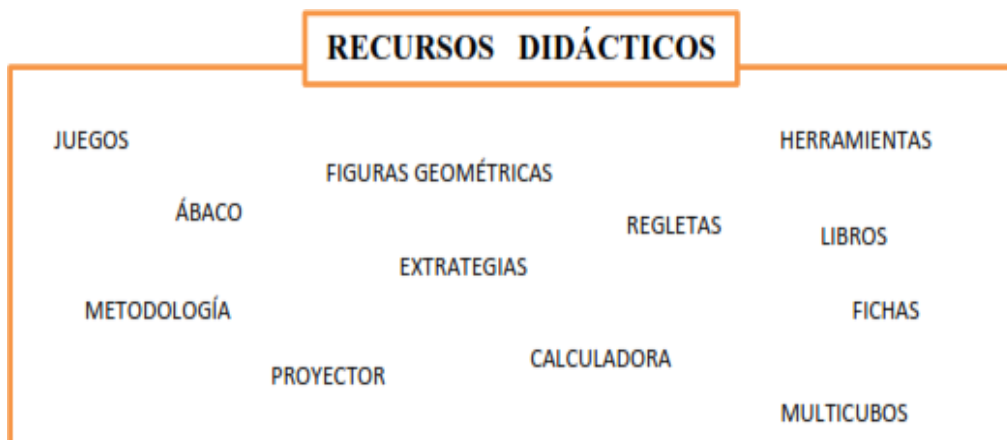 RECURSOS DIDÁCTICOS
JUEGOS
HERRAMIENTAS
FIGURAS GEOMÉTRICAS
ÁBACO
REGLETAS
LIBROS
EXTRATEGIAS
METODOLOGÍA
FICHAS
CALCULADORA
PROYECTOR
MULTICUBOS